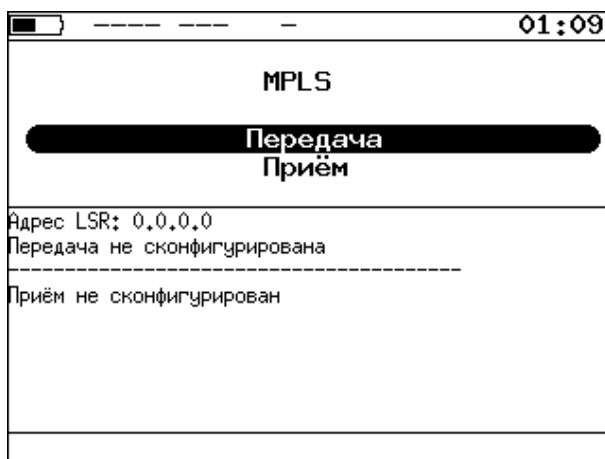 ---- --- - 01:09
MPLS
Передача
Приём
Адрес LSR: 0.0.0.0
Передача не сконфигурирована
----------------------------------------
Приём не сконфигурирован